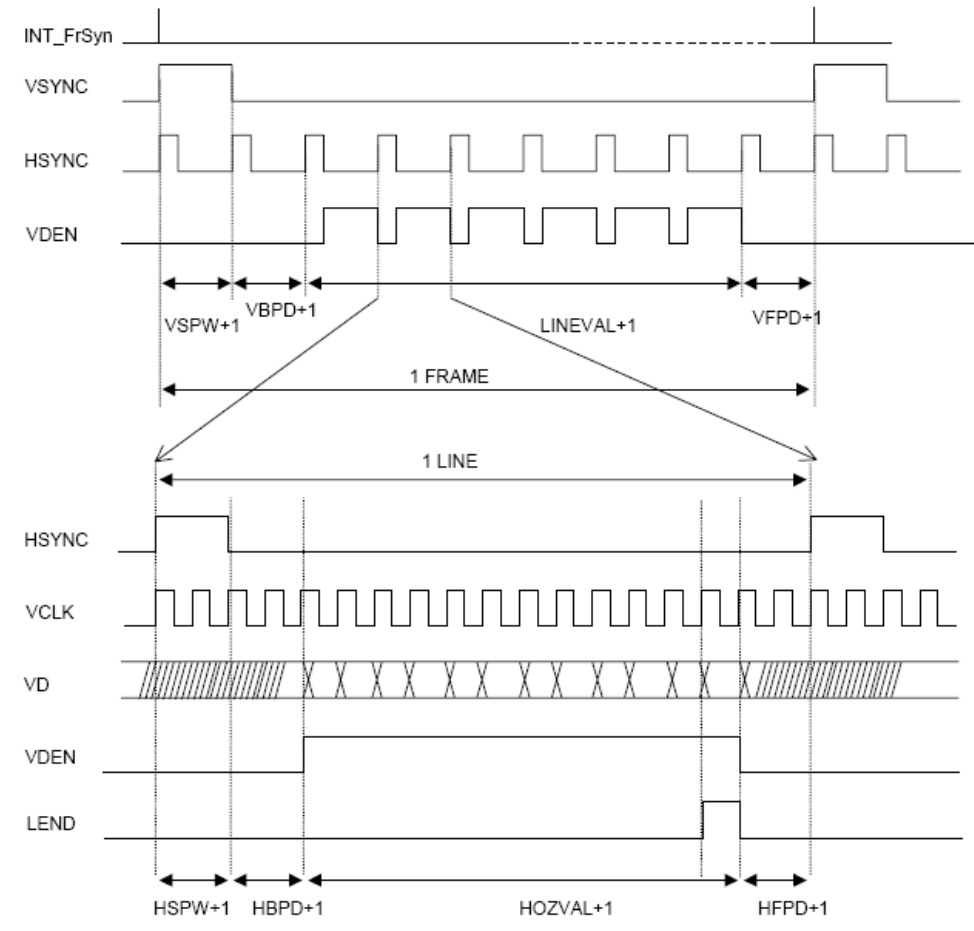 INT_FrSyn
VSYNC
HSYNC
VDEN
VSPW+1
VBPD+1
LINEVAL+1
VFPD+1
1 FRAME
1 LINE
HSYNC
VCLK
VD
VDEN
LEND
HSPW+1
HBPD+1
HOZVAL+1
HFPD+1